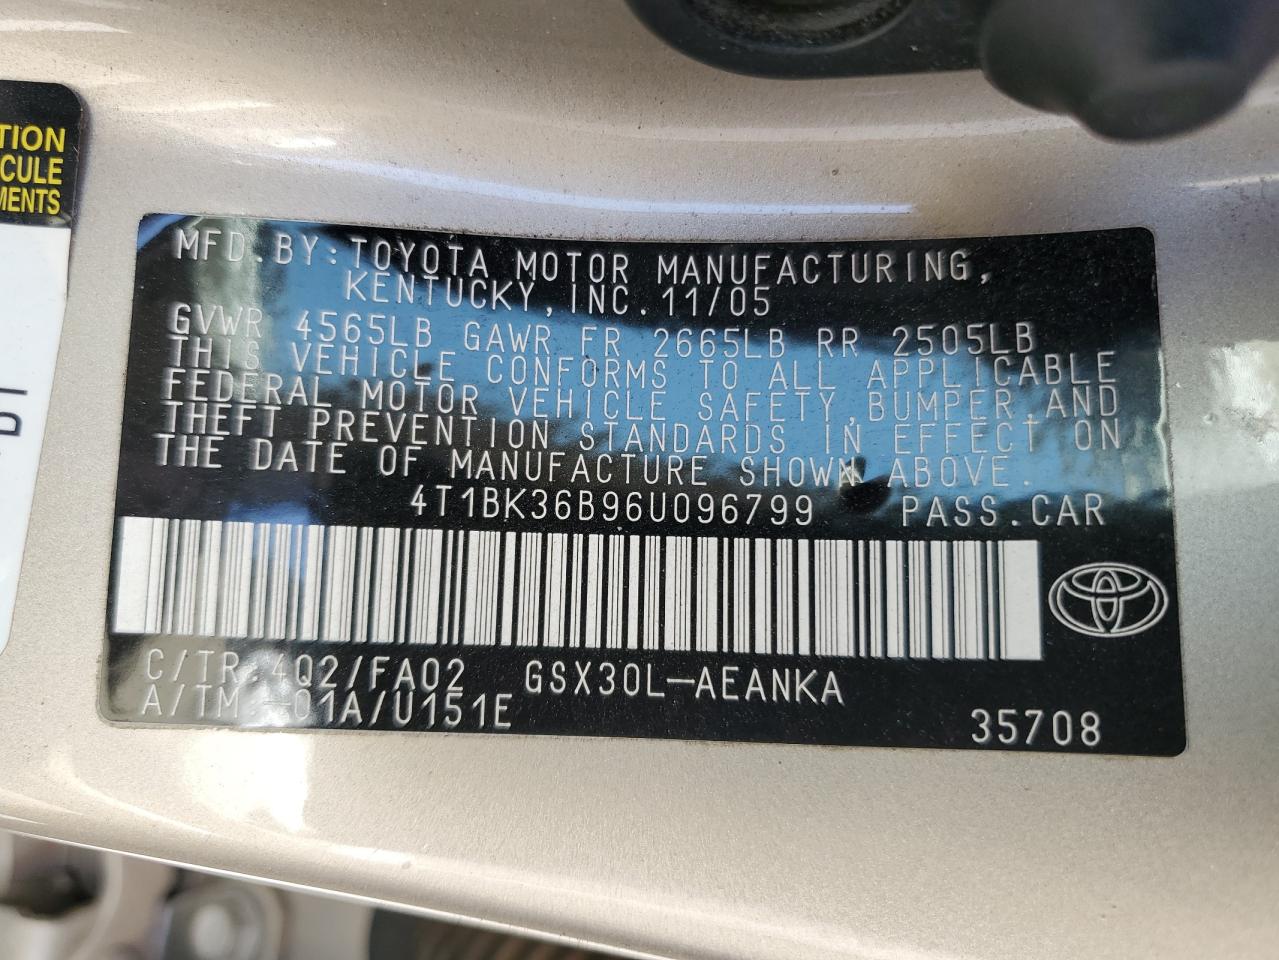 TION
CULE
MENTS
MFD.BY:TOYOTA MOTOR MANUFACTURING,
KENTUCKY,INC.11/05
GVWR 4565LB GAWR FR 2665LB RR 2505LB
THIS VEHICLE CONFORMS TO ALL APPLICABLE
FEDERAL MOTOR VEHICLE SAFETY,BUMPER,AND
THEFT PREVENTION STANDARDS IN EFFECT ON
THE DATE OF MANUFACTURE SHOWN ABOVE.
4T1BK36B96U096799 PASS.CAR
C/TR:4Q2/FA02 GSX30L-AEANKA
A/TM -01A/U151E
35708